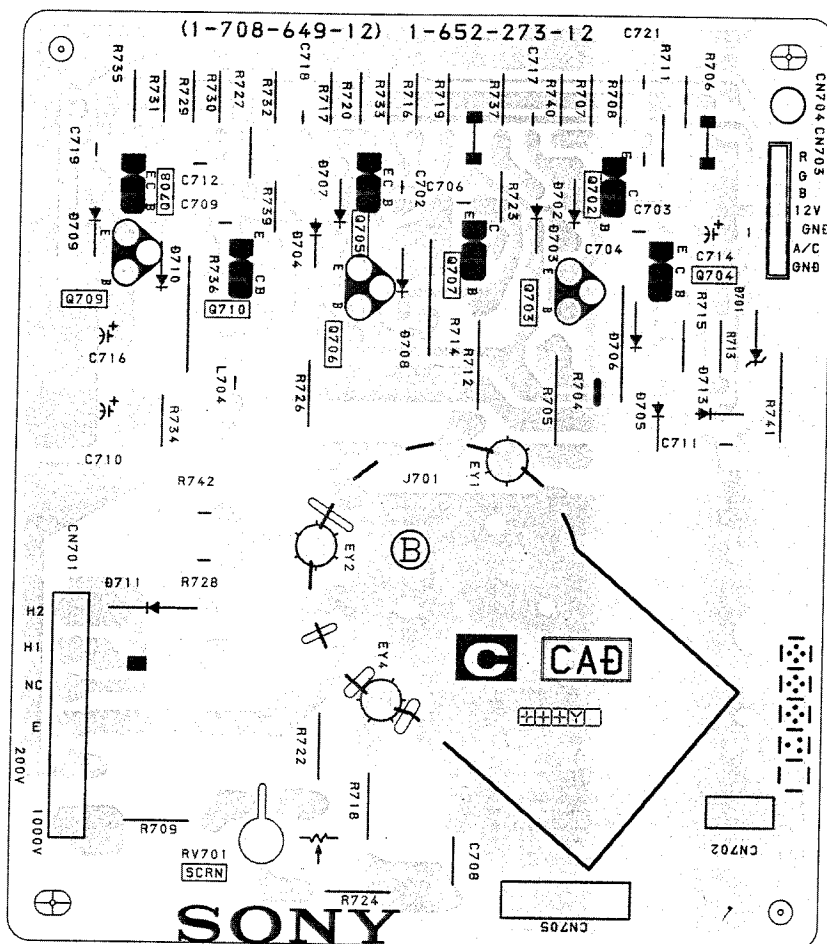 (1-708-649-12) 1-652-273-12
C721
R735
R731
R729
R730
R727
R732
C718
R717
R720
R733
R716
R719
R737
C717
R740
R707
R708
R711
R706
CN704
CN703
C719
E
C
B
Q708
C712
C709
D707
E
C
B
C702
C706
R723
D702
E
C
B
Q702
C703
R
G
B
12V
GND
A/C
GND
D709
E
B
D710
R736
R739
E
C
B
D704
Q705
E
B
E
C
B
Q707
D703
E
B
C704
E
C
B
C714
Q704
Q709
Q710
Q706
D708
R714
R712
Q703
D706
R715
R713
D701
C716
L704
R726
R705
R704
D705
D713
R741
C710
R734
C711
R742
J701
EY1
CN701
EY2
B
D711
R728
H2
H1
NC
E
200V
1000V
EY4
C
CAD
Y
R722
R718
R709
RV701
SCRN
C708
CN702
R724
CN705
SONY